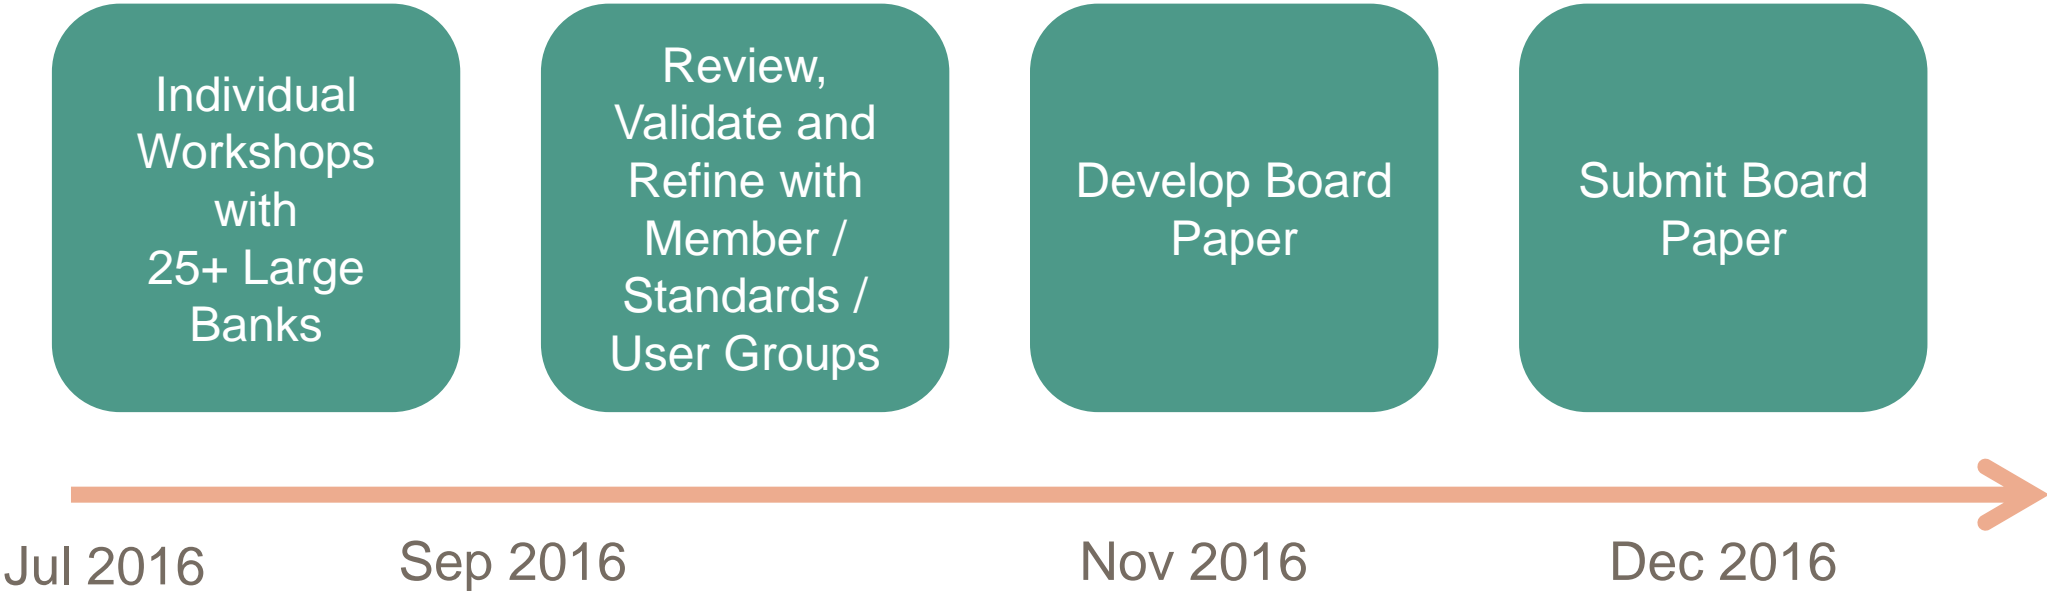 Individual
Workshops
with
25+ Large
Banks
Review,
Validate and
Refine with
Member /
Standards /
User Groups
Develop Board
Paper
Submit Board
Paper
Jul 2016
Sep 2016
Nov 2016
Dec 2016